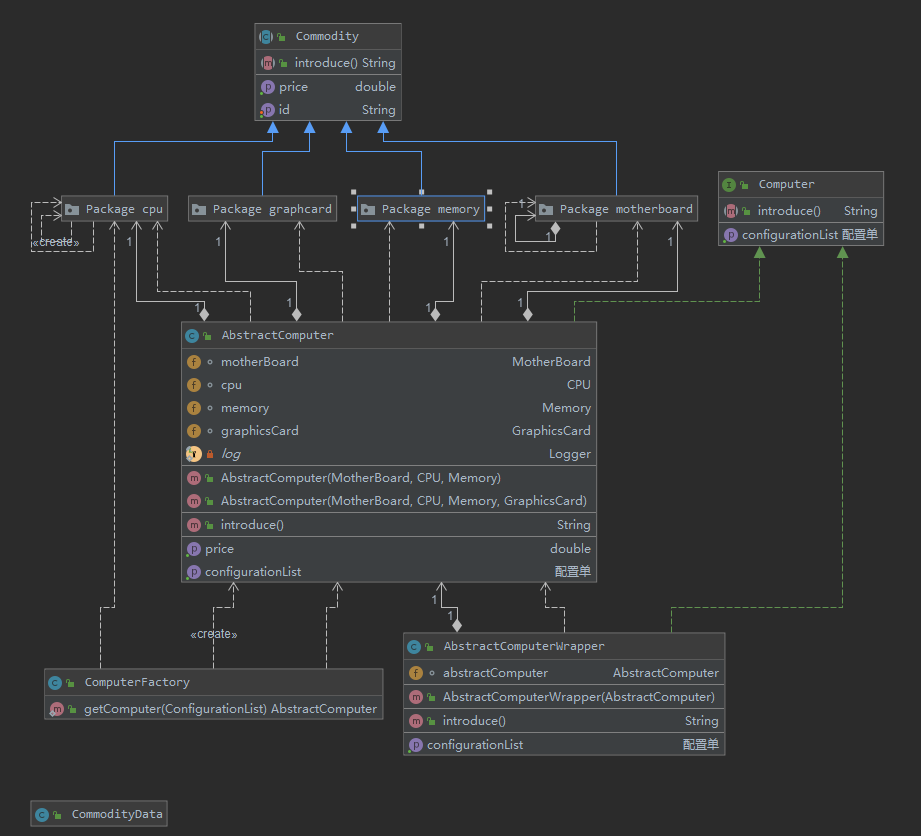 Commodity
introduce() String
price double
id String
Package cpu
Package graphcard
Package memory
Package motherboard
Computer
introduce() String
configurationList 配置单
«create»
1
1
1
1
1
1
1
1
1
1
AbstractComputer
motherBoard MotherBoard
cpu CPU
memory Memory
graphicsCard GraphicsCard
log Logger
AbstractComputer(MotherBoard, CPU, Memory)
AbstractComputer(MotherBoard, CPU, Memory, GraphicsCard)
introduce() String
price double
configurationList 配置单
1
1
«create»
AbstractComputerWrapper
abstractComputer AbstractComputer
AbstractComputerWrapper(AbstractComputer)
introduce() String
configurationList 配置单
ComputerFactory
getComputer(ConfigurationList) AbstractComputer
CommodityData